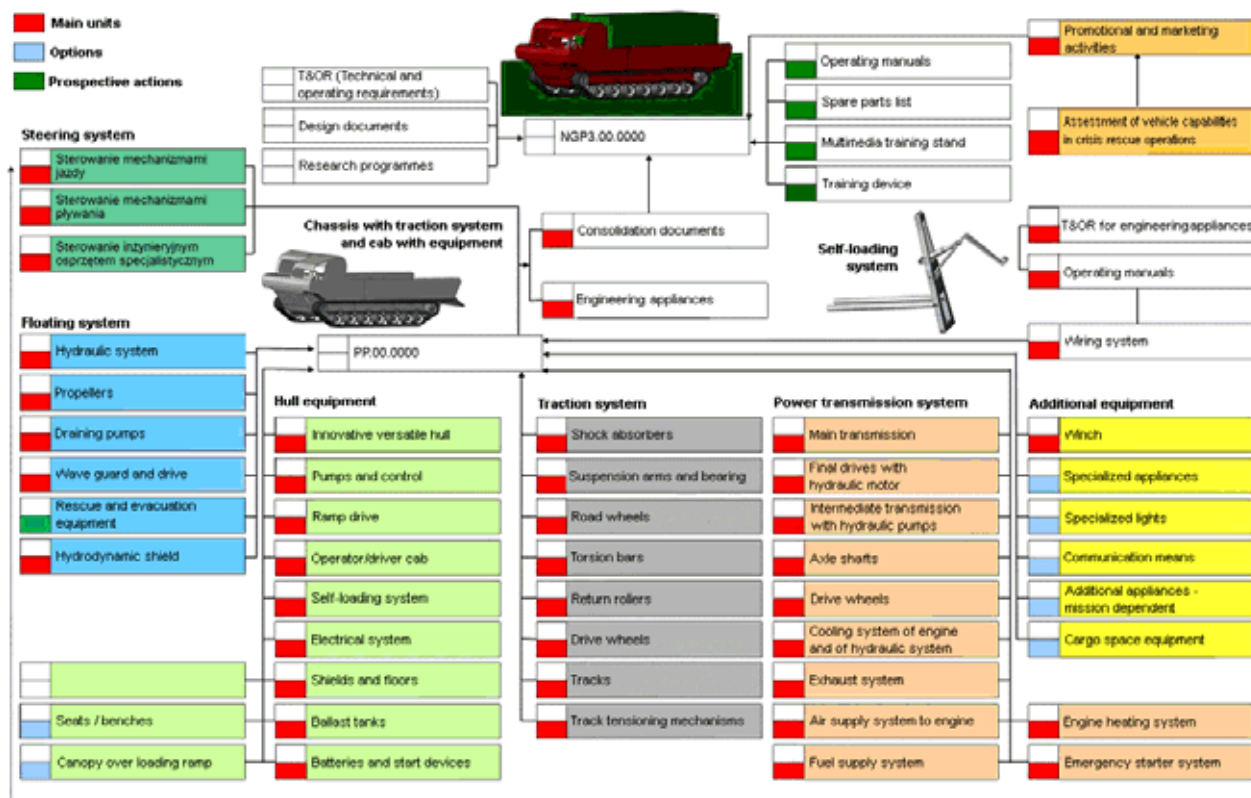 Main units
Options
Prospective actions
T&OR (Technical and
operating requirements)
Design documents
Research programmes
NGP3.00.0000
Operating manuals
Spare parts list
Multimedia training stand
Training device
Promotional and marketing
activities
Assessment of vehicle capabilities
in crisis rescue operations
Steering system
Sterowanie mechanizmami
jazdy
Sterowanie mechanizmami
pływania
Sterowanie inżynieryjnym
osprzętem specjalistycznym
Chassis with traction system
and cab with equipment
Consolidation documents
Engineering appliances
Self-loading
system
T&OR for engineering appliances
Operating manuals
Wiring system
Floating system
Hydraulic system
Propellers
Draining pumps
Wave guard and drive
Rescue and evacuation
equipment
Hydrodynamic shield
PP.00.0000
Seats / benches
Canopy over loading ramp
Hull equipment
Innovative versatile hull
Pumps and control
Ramp drive
Operator/driver cab
Self-loading system
Electrical system
Shields and floors
Ballast tanks
Batteries and start devices
Traction system
Shock absorbers
Suspension arms and bearing
Road wheels
Torsion bars
Return rollers
Drive wheels
Tracks
Track tensioning mechanisms
Power transmission system
Main transmission
Final drives with
hydraulic motor
Intermediate transmission
with hydraulic pumps
Axle shafts
Drive wheels
Cooling system of engine
and of hydraulic system
Exhaust system
Air supply system to engine
Fuel supply system
Additional equipment
Winch
Specialized appliances
Specialized lights
Communication means
Additional appliances -
mission dependent
Cargo space equipment
Engine heating system
Emergency starter system